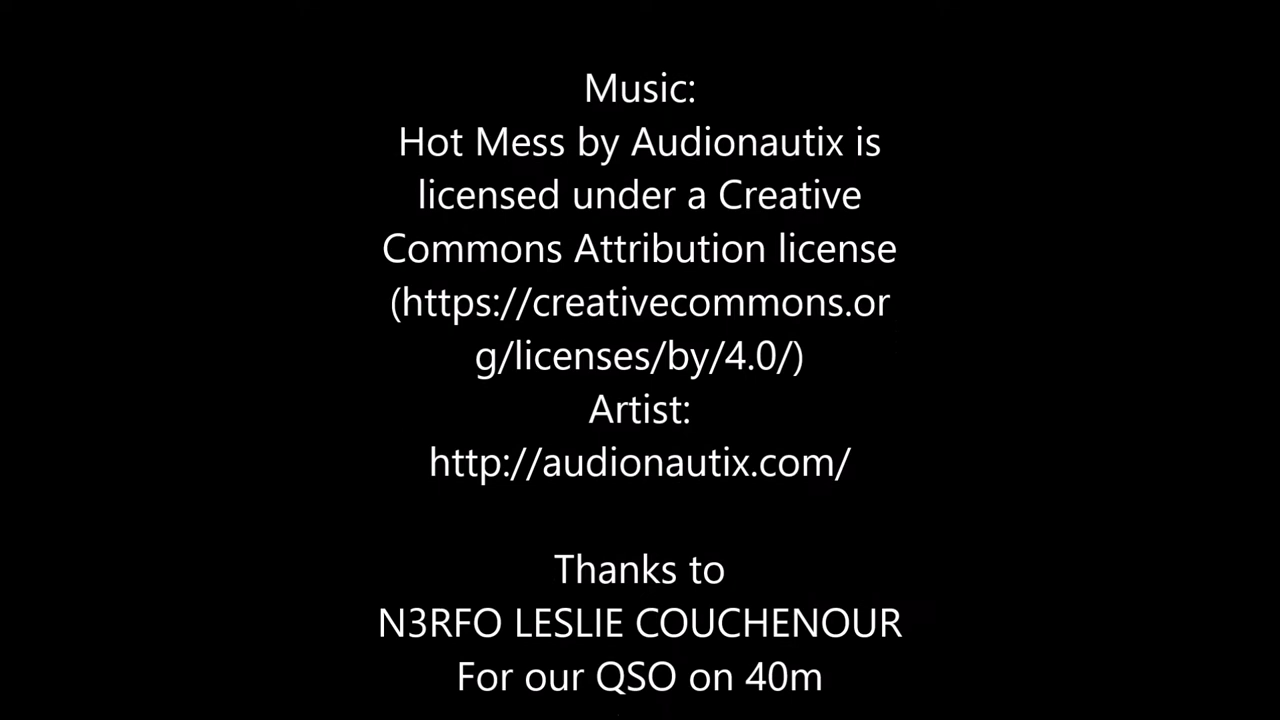 Music:
Hot Mess by Audionautix is
licensed under a Creative
Commons Attribution license
(https://creativecommons.or
g/licenses/by/4.0/)
Artist:
http://audionautix.com/
Thanks to
N3RFO LESLIE COUCHENOUR
For our QSO on 40m